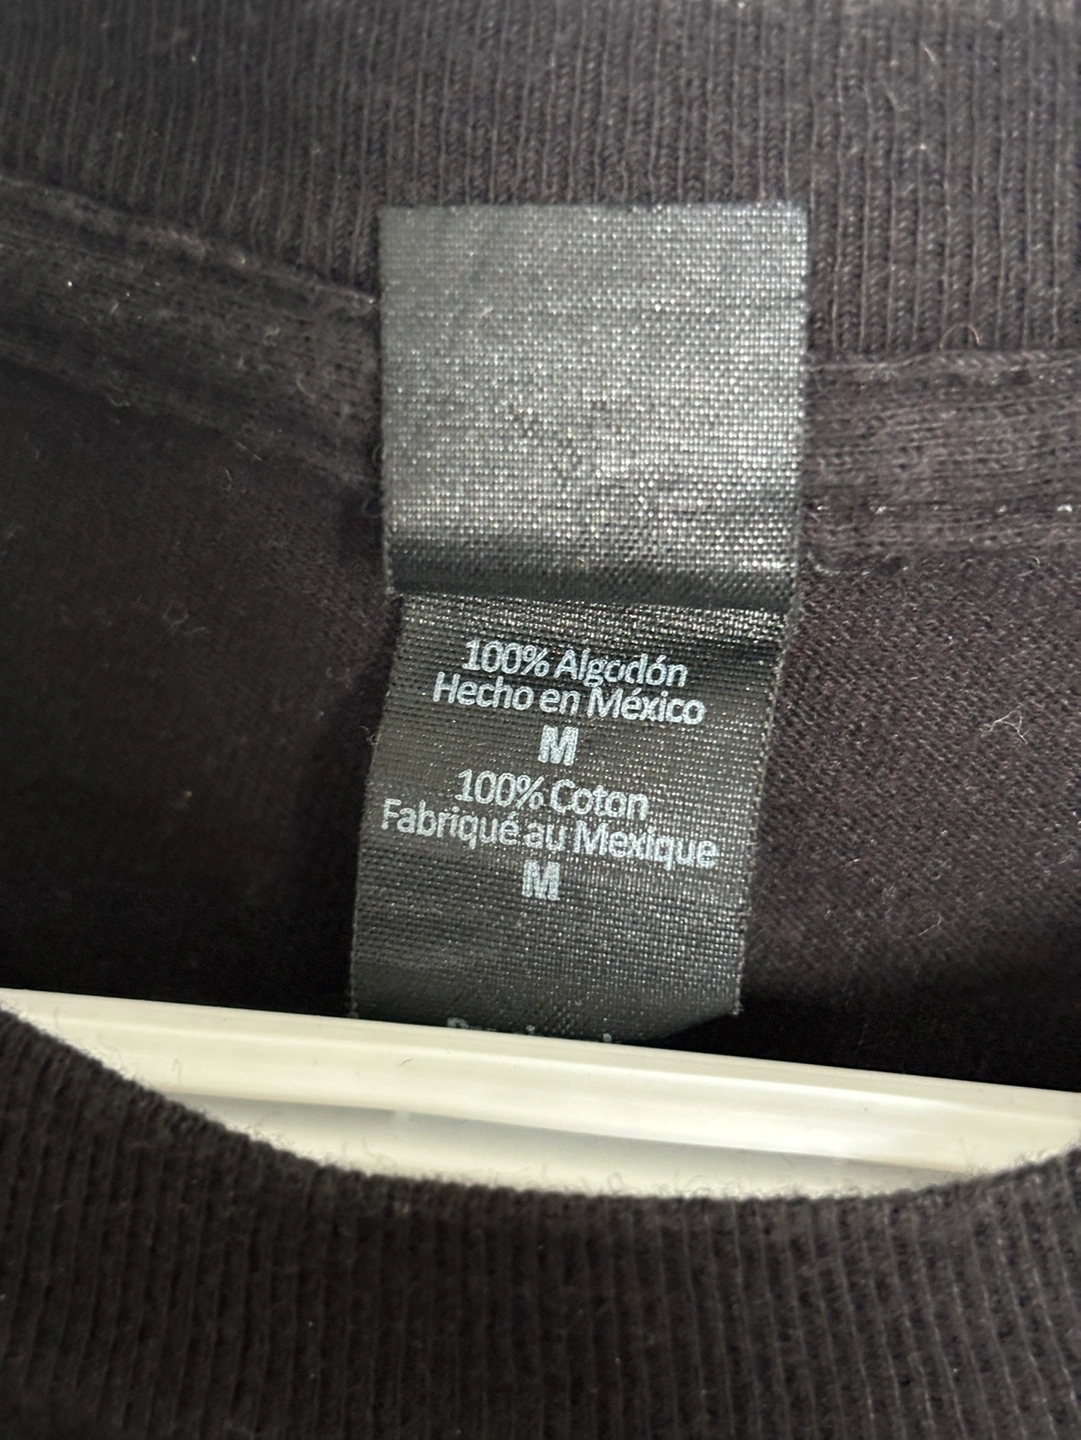 100% Algodón
Hecho en México
M
100% Coton
Fabriqué au Mexique
M